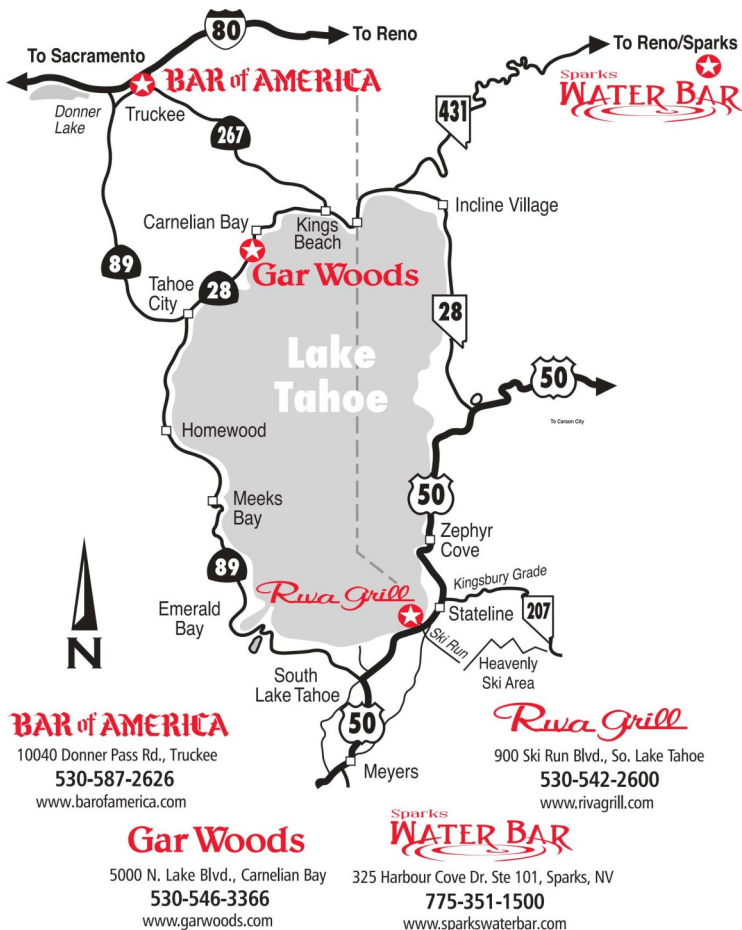 80
To Reno
To Sacramento
BAR of AMERICA
To Reno/Sparks
Sparks
WATER BAR
Donner
Lake
Truckee
267
431
Carnelian Bay
Kings
Beach
Incline Village
Gar Woods
89
Tahoe
City
28
28
Lake
Tahoe
50
To Carson City
Homewood
50
Meeks
Bay
Zephyr
Cove
89
Kingsbury Grade
Riva Grill
Emerald
Bay
Stateline
207
Ski Run
N
Heavenly
Ski Area
South
Lake Tahoe
50
Meyers
BAR of AMERICA
10040 Donner Pass Rd., Truckee
530-587-2626
www.barofamerica.com
Riva Grill
900 Ski Run Blvd., So. Lake Tahoe
530-542-2600
www.rivagrill.com
Gar Woods
5000 N. Lake Blvd., Carnelian Bay
530-546-3366
www.garwoods.com
Sparks
WATER BAR
325 Harbour Cove Dr. Ste 101, Sparks, NV
775-351-1500
www.sparkswaterbar.com